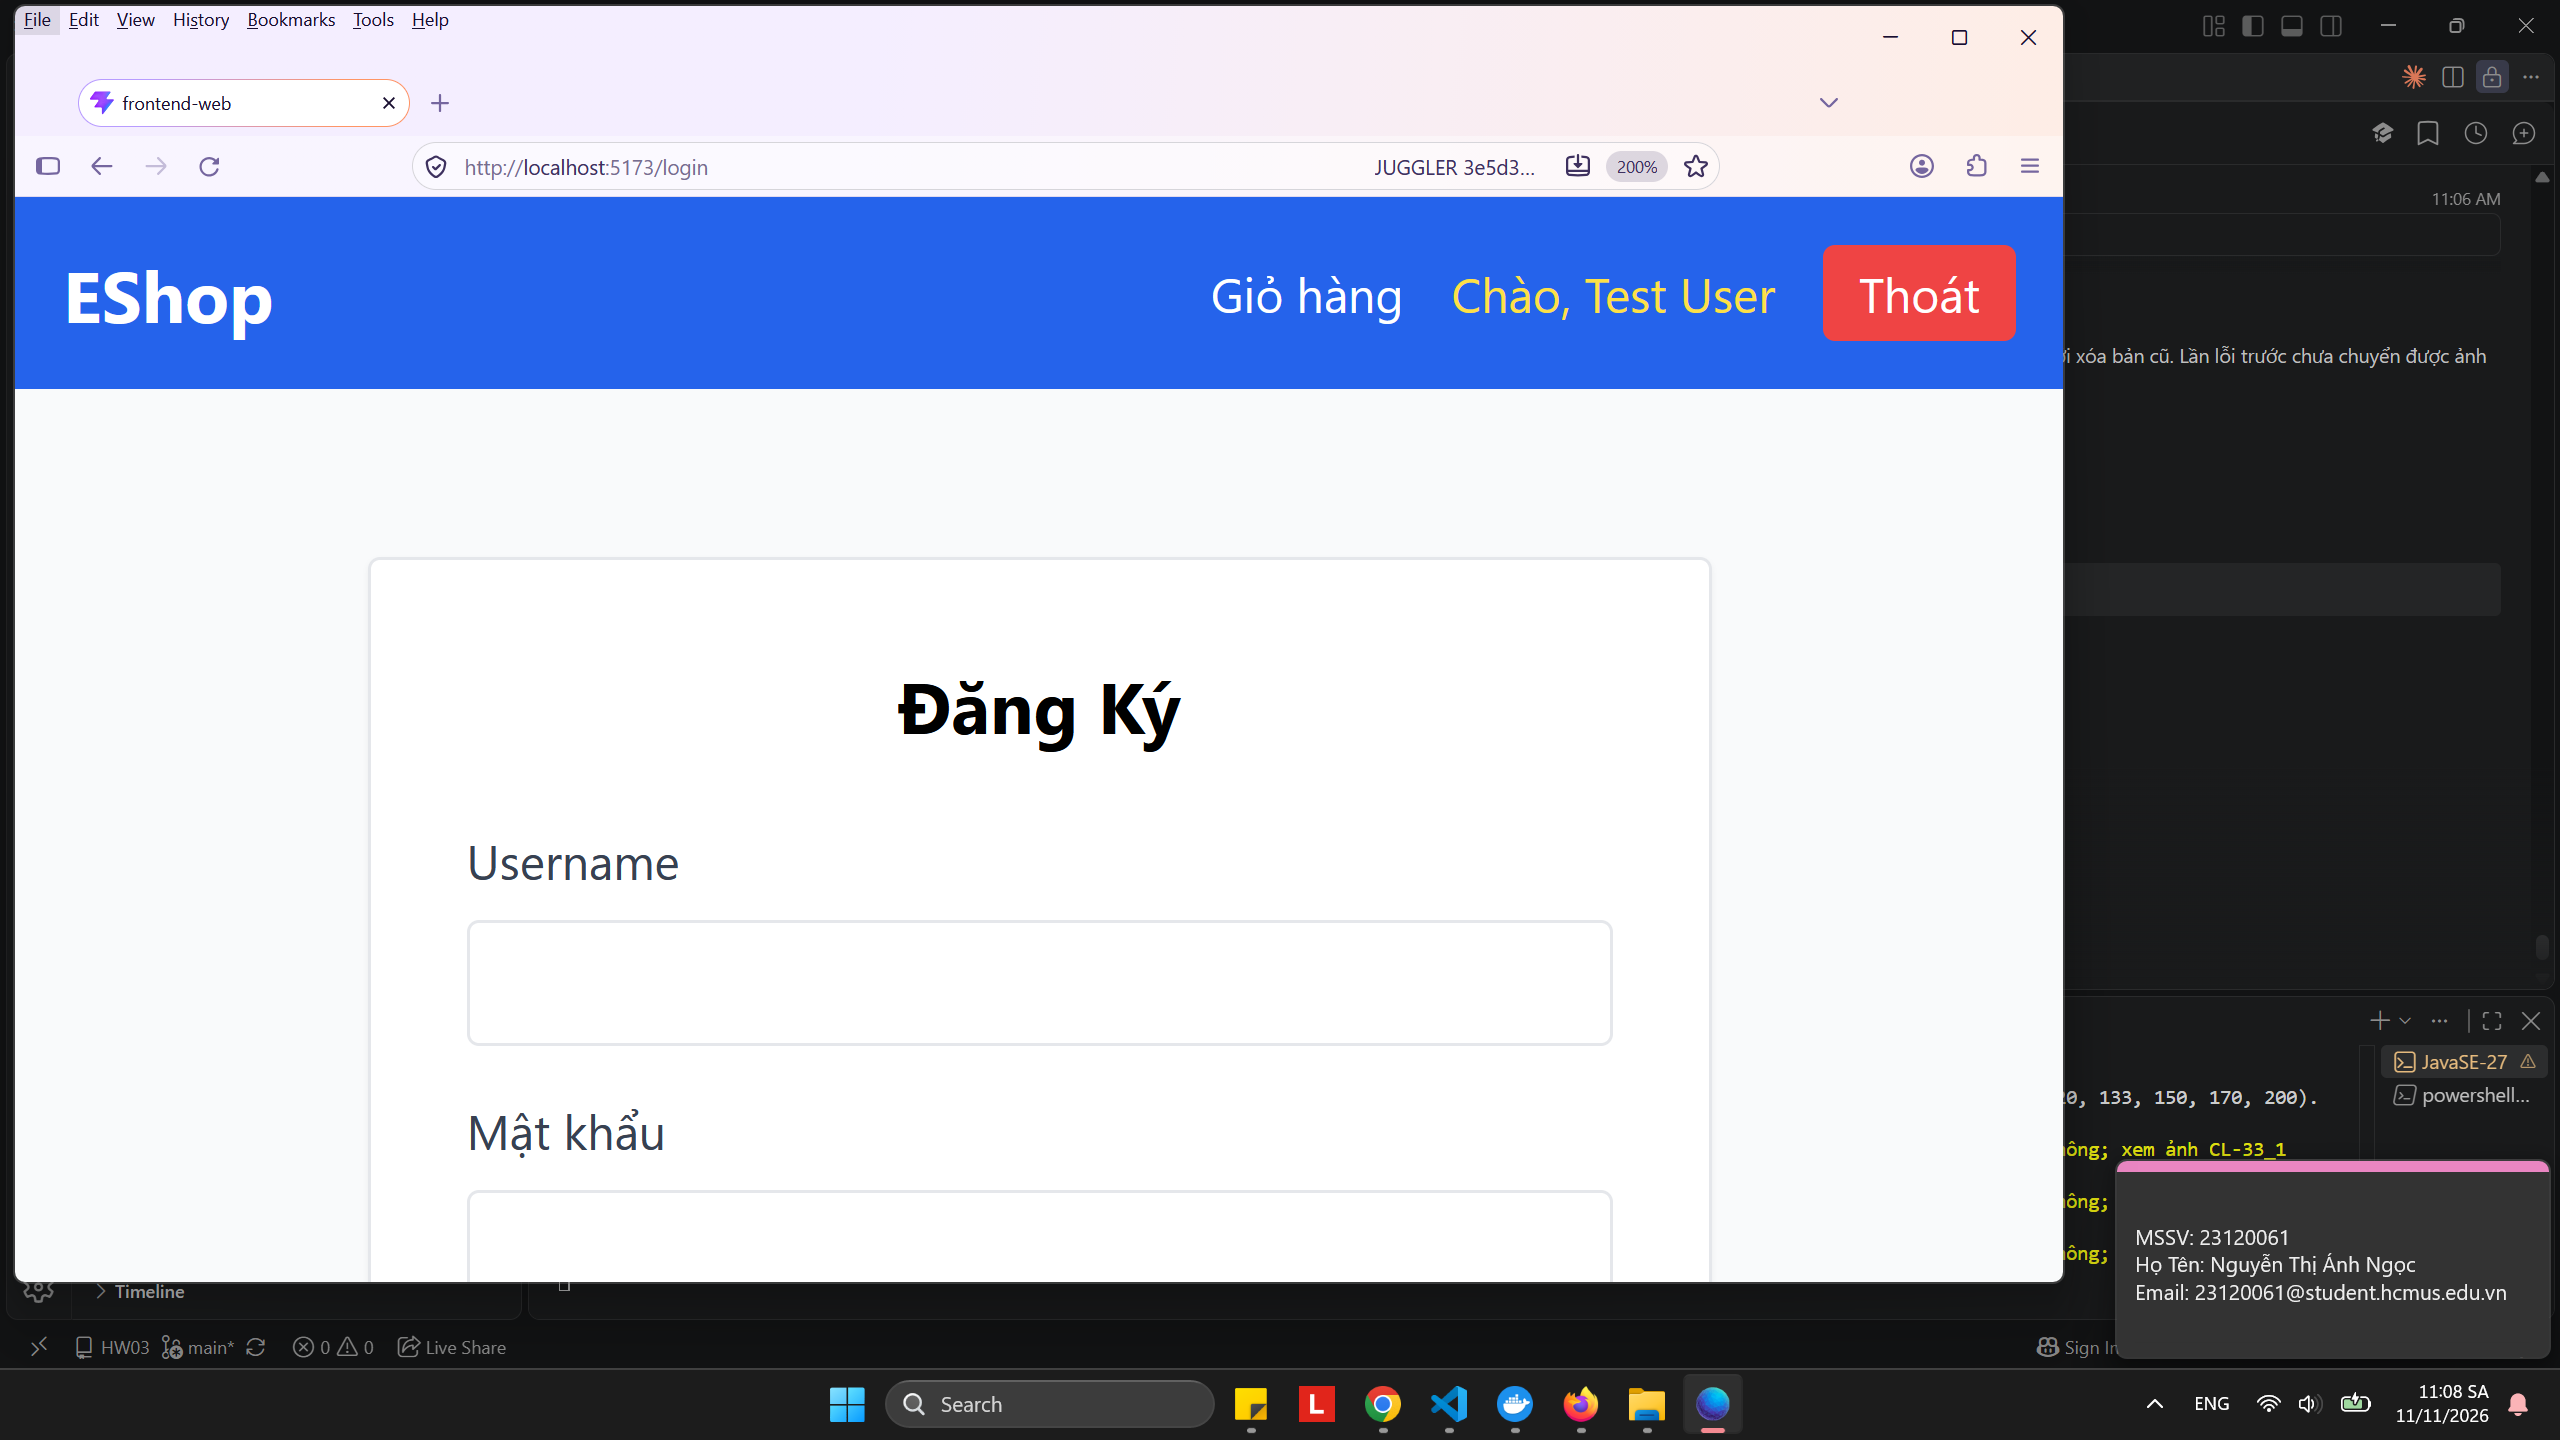 File Edit View History Bookmarks Tools Help
frontend-web
http://localhost:5173/login
JUGGLER 3e5d3...
200%
EShop
Giỏ hàng
Chào, Test User
Thoát
Đăng Ký
Username
Mật khẩu
11:06 AM
xóa bản cũ. Lần lỗi trước chưa chuyển được ảnh
JavaSE-27
powershell...
133, 150, 170, 200).
xem ảnh CL-33_1
MSSV: 23120061
Họ Tên: Nguyễn Thị Ánh Ngọc
Email: 23120061@student.hcmus.edu.vn
Timeline
HW03 main* 0 0 Live Share
Sign In
Search
ENG
11:08 SA
11/11/2026